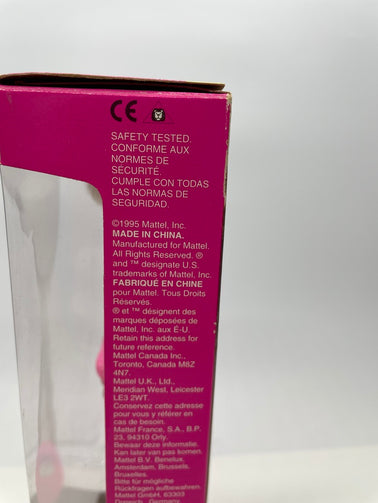 CE
SAFETY TESTED.
CONFORME AUX
NORMES DE
SÉCURITÉ.
CUMPLE CON TODAS
LAS NORMAS DE
SEGURIDAD.
©1995 Mattel, Inc.
MADE IN CHINA.
Manufactured for Mattel.
All Rights Reserved. ®
and ™ designate U.S.
trademarks of Mattel, Inc.
FABRIQUÉ EN CHINE
pour Mattel. Tous Droits
Réservés.
® et ™ désignent des
marques déposées de
Mattel, Inc. aux É-U.
Retain this address for
future reference.
Mattel Canada Inc.,
Toronto, Canada M8Z
4N7.
Mattel U.K., Ltd.,
Meridian West, Leicester
LE3 2WT.
Conservez cette adresse
pour vous y référer en
cas de besoin.
Mattel France, S.A., B.P.
23, 94310 Orly.
Bewaar deze informatie.
Kan later van pas komen.
Mattel B.V. Benelux,
Amsterdam, Brussels,
Bruxelles.
Bitte für mögliche
Rückfragen aufbewahren.
Mattel GmbH, 63303
Dreieich, Germany